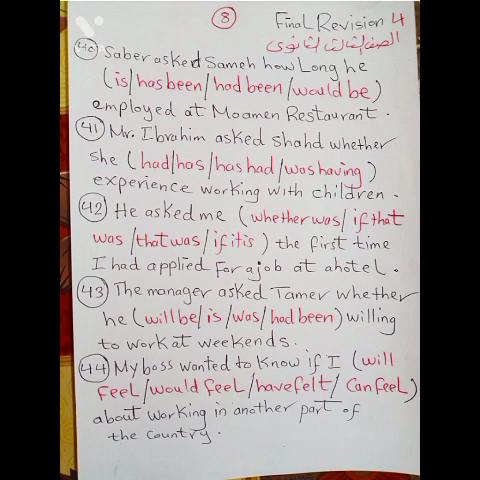 8
Final Revision 4
الصف الثالث الثانوى
40 Saber asked Sameh how Long he
(is/has been/had been/would be)
employed at Moamen Restaurant.
41 Mr. Ibrahim asked shahd whether
she (had/has/has had/was having)
experience working with children.
42 He asked me (whether was/if that
was/that was/if it is) the first time
I had applied for a job at a hotel.
43 The manager asked Tamer whether
he (will be/is/was/had been) willing
to work at weekends.
44 My boss wanted to know if I (will
feel/would feel/have felt/can feel)
about working in another part of
the country.